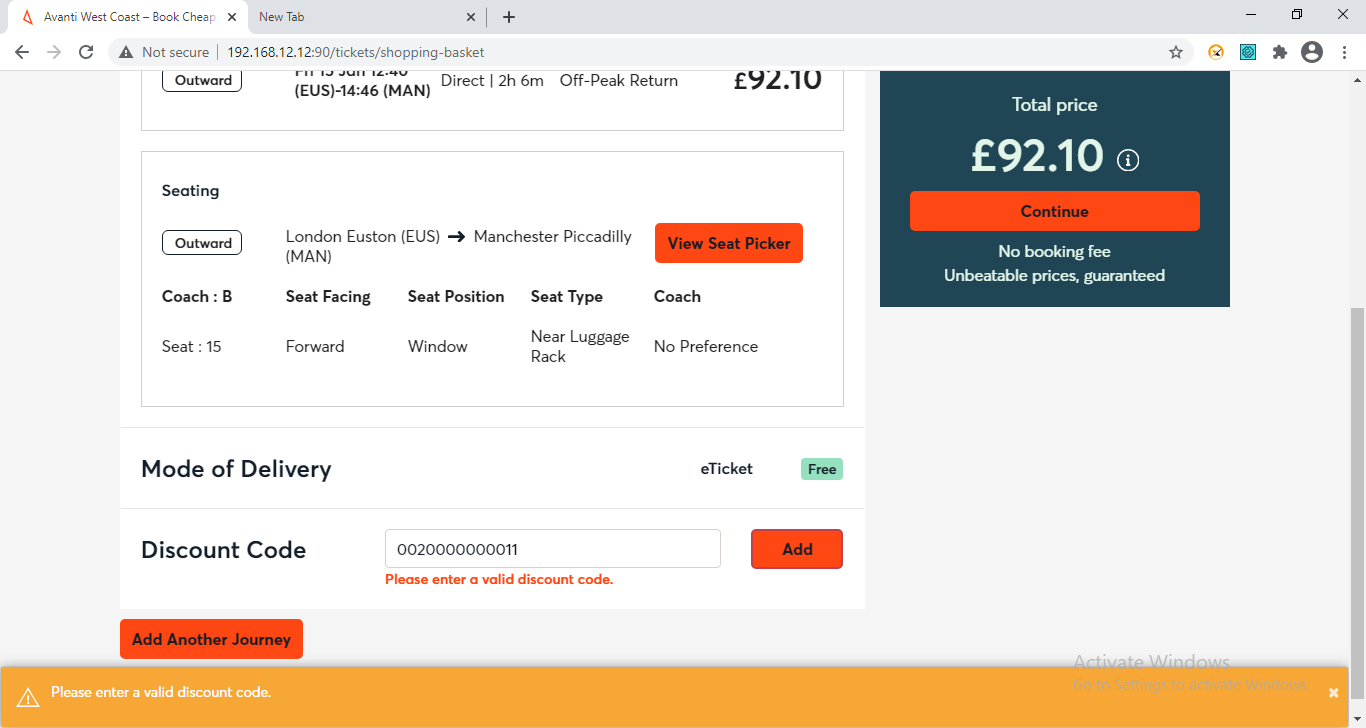 Avanti West Coast – Book Cheap
New Tab
Not secure
192.168.12.12:90/tickets/shopping-basket
Outward
Fri 15 Jan 12:40
(EUS)-14:46 (MAN)
Direct | 2h 6m
Off-Peak Return
£92.10
Total price
£92.10
Continue
No booking fee
Unbeatable prices, guaranteed
Seating
Outward
London Euston (EUS) → Manchester Piccadilly
(MAN)
View Seat Picker
Coach : B
Seat Facing
Seat Position
Seat Type
Coach
Seat : 15
Forward
Window
Near Luggage
Rack
No Preference
Mode of Delivery
eTicket
Free
Discount Code
0020000000011
Add
Please enter a valid discount code.
Add Another Journey
Activate Windows
Go to Settings to activate Windows.
Please enter a valid discount code.